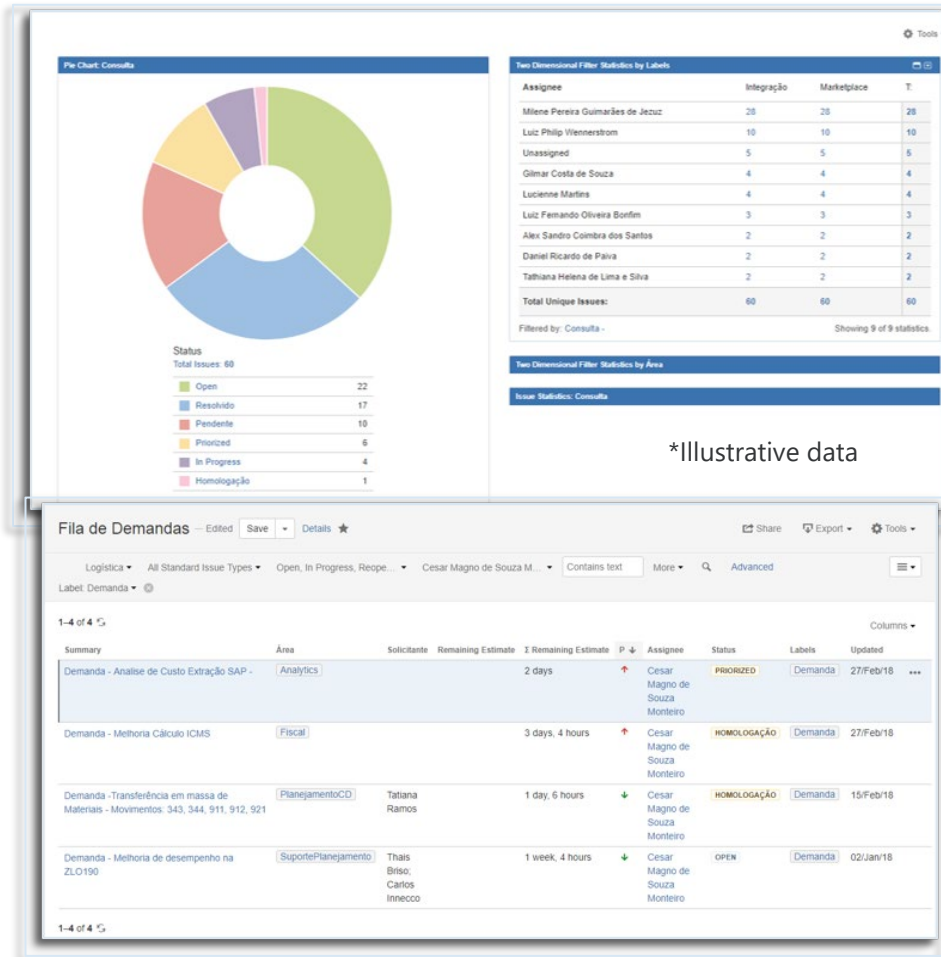 Tools
Pie Chart: Consulta
Status
Total Issues: 60
Open 22
Resolvido 17
Pendente 10
Priorized 6
In Progress 4
Homologação 1
Two Dimensional Filter Statistics by Labels
Assignee Integração Marketplace T:
Milene Pereira Guimarães de Jezuz 28 28 28
Luiz Philip Wennerstrom 10 10 10
Unassigned 5 5 5
Gilmar Costa de Souza 4 4 4
Lucienne Martins 4 4 4
Luiz Fernando Oliveira Bonfim 3 3 3
Alex Sandro Coimbra dos Santos 2 2 2
Daniel Ricardo de Paiva 2 2 2
Tathiana Helena de Lima e Silva 2 2 2
Total Unique Issues: 60 60 60
Filtered by: Consulta - Showing 9 of 9 statistics.
Two Dimensional Filter Statistics by Área
Issue Statistics: Consulta
*Illustrative data
Fila de Demandas — Edited Save Details Share Export Tools
Logística All Standard Issue Types Open, In Progress, Reope... Cesar Magno de Souza M... Contains text More Advanced
Label: Demanda
1–4 of 4
Columns
Summary Área Solicitante Remaining Estimate Σ Remaining Estimate P Assignee Status Labels Updated
Demanda - Analise de Custo Extração SAP - Analytics 2 days Cesar PRIORIZED Demanda 27/Feb/18 •••
Magno de
Souza
Monteiro
Demanda - Melhoria Cálculo ICMS Fiscal 3 days, 4 hours Cesar HOMOLOGAÇÃO Demanda 27/Feb/18
Magno de
Souza
Monteiro
Demanda -Transferência em massa de PlanejamentoCD Tatiana 1 day, 6 hours Cesar HOMOLOGAÇÃO Demanda 15/Feb/18
Materiais - Movimentos: 343, 344, 911, 912, 921 Ramos Magno de
Souza
Monteiro
Demanda - Melhoria de desempenho na SuportePlanejamento Thais 1 week, 4 hours Cesar OPEN Demanda 02/Jan/18
ZLO190 Briso; Magno de
Carlos Souza
Innecco Monteiro
1–4 of 4